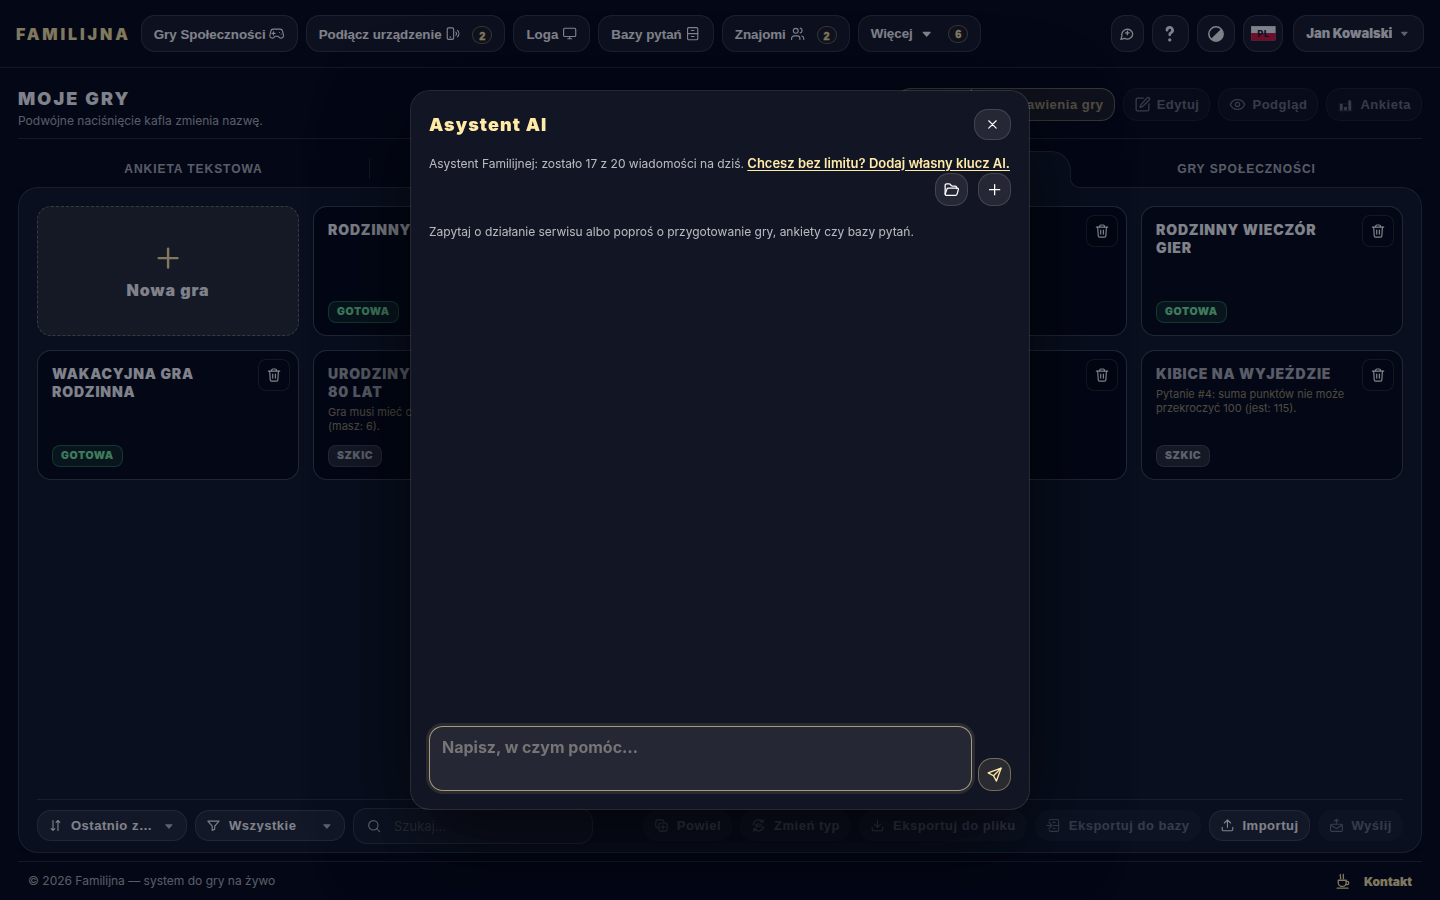 FAMILIJNA
Gry Społeczności
Podłącz urządzenie 2
Loga
Bazy pytań
Znajomi 2
Więcej 6
PL
Jan Kowalski
MOJE GRY
Podwójne naciśnięcie kafla zmienia nazwę.
awienia gry
Edytuj
Podgląd
Ankieta
ANKIETA TEKSTOWA
GRY SPOŁECZNOŚCI
Asystent AI
Asystent Familijnej: zostało 17 z 20 wiadomości na dziś. Chcesz bez limitu? Dodaj własny klucz AI.
Zapytaj o działanie serwisu albo poproś o przygotowanie gry, ankiety czy bazy pytań.
Napisz, w czym pomóc...
Nowa gra
RODZINNY
GOTOWA
RODZINNY WIECZÓR
GIER
GOTOWA
WAKACYJNA GRA
RODZINNA
GOTOWA
URODZINY
80 LAT
Gra musi mieć
(masz: 6).
SZKIC
KIBICE NA WYJEŹDZIE
Pytanie #4: suma punktów nie może
przekroczyć 100 (jest: 115).
SZKIC
Ostatnio z...
Wszystkie
Szukaj...
Powiel
Zmień typ
Eksportuj do pliku
Eksportuj do bazy
Importuj
Wyślij
© 2026 Familijna — system do gry na żywo
Kontakt